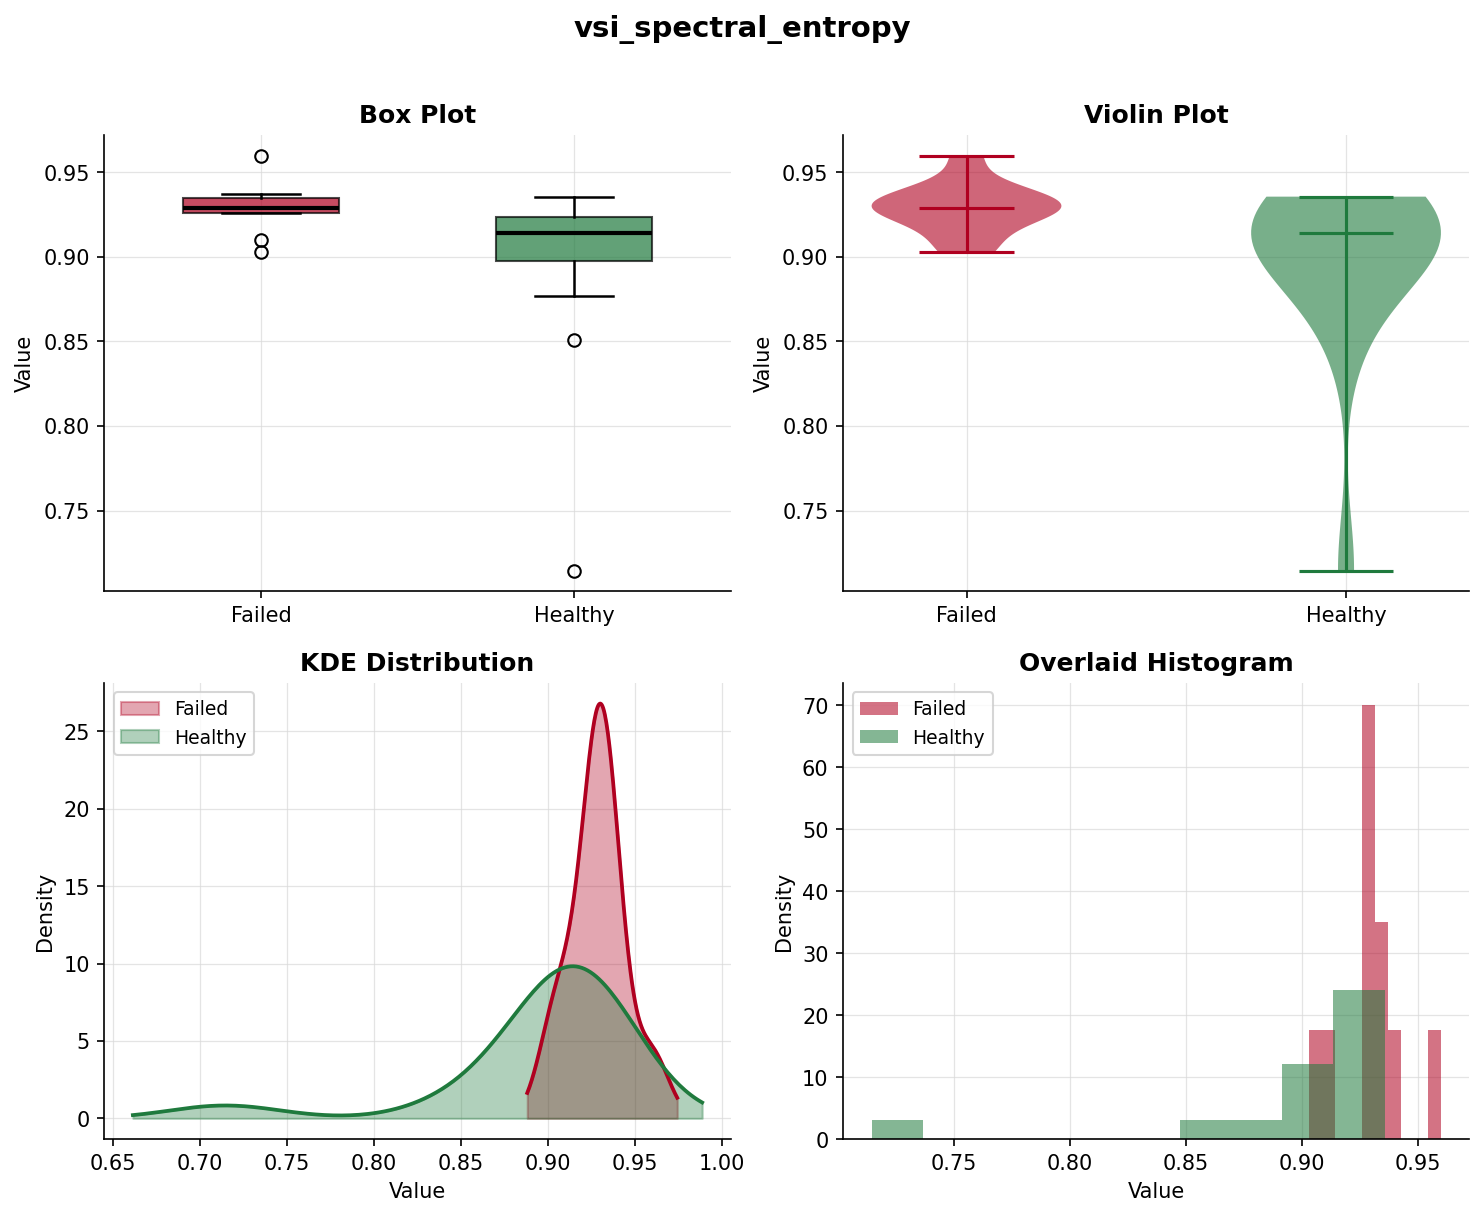 vsi_spectral_entropy
Box Plot
Value
0.95
0.90
0.85
0.80
0.75
Failed
Healthy
Violin Plot
Value
0.95
0.90
0.85
0.80
0.75
Failed
Healthy
KDE Distribution
Failed
Healthy
Density
25
20
15
10
5
0
0.65 0.70 0.75 0.80 0.85 0.90 0.95 1.00
Value
Overlaid Histogram
Failed
Healthy
Density
70
60
50
40
30
20
10
0
0.75 0.80 0.85 0.90 0.95
Value